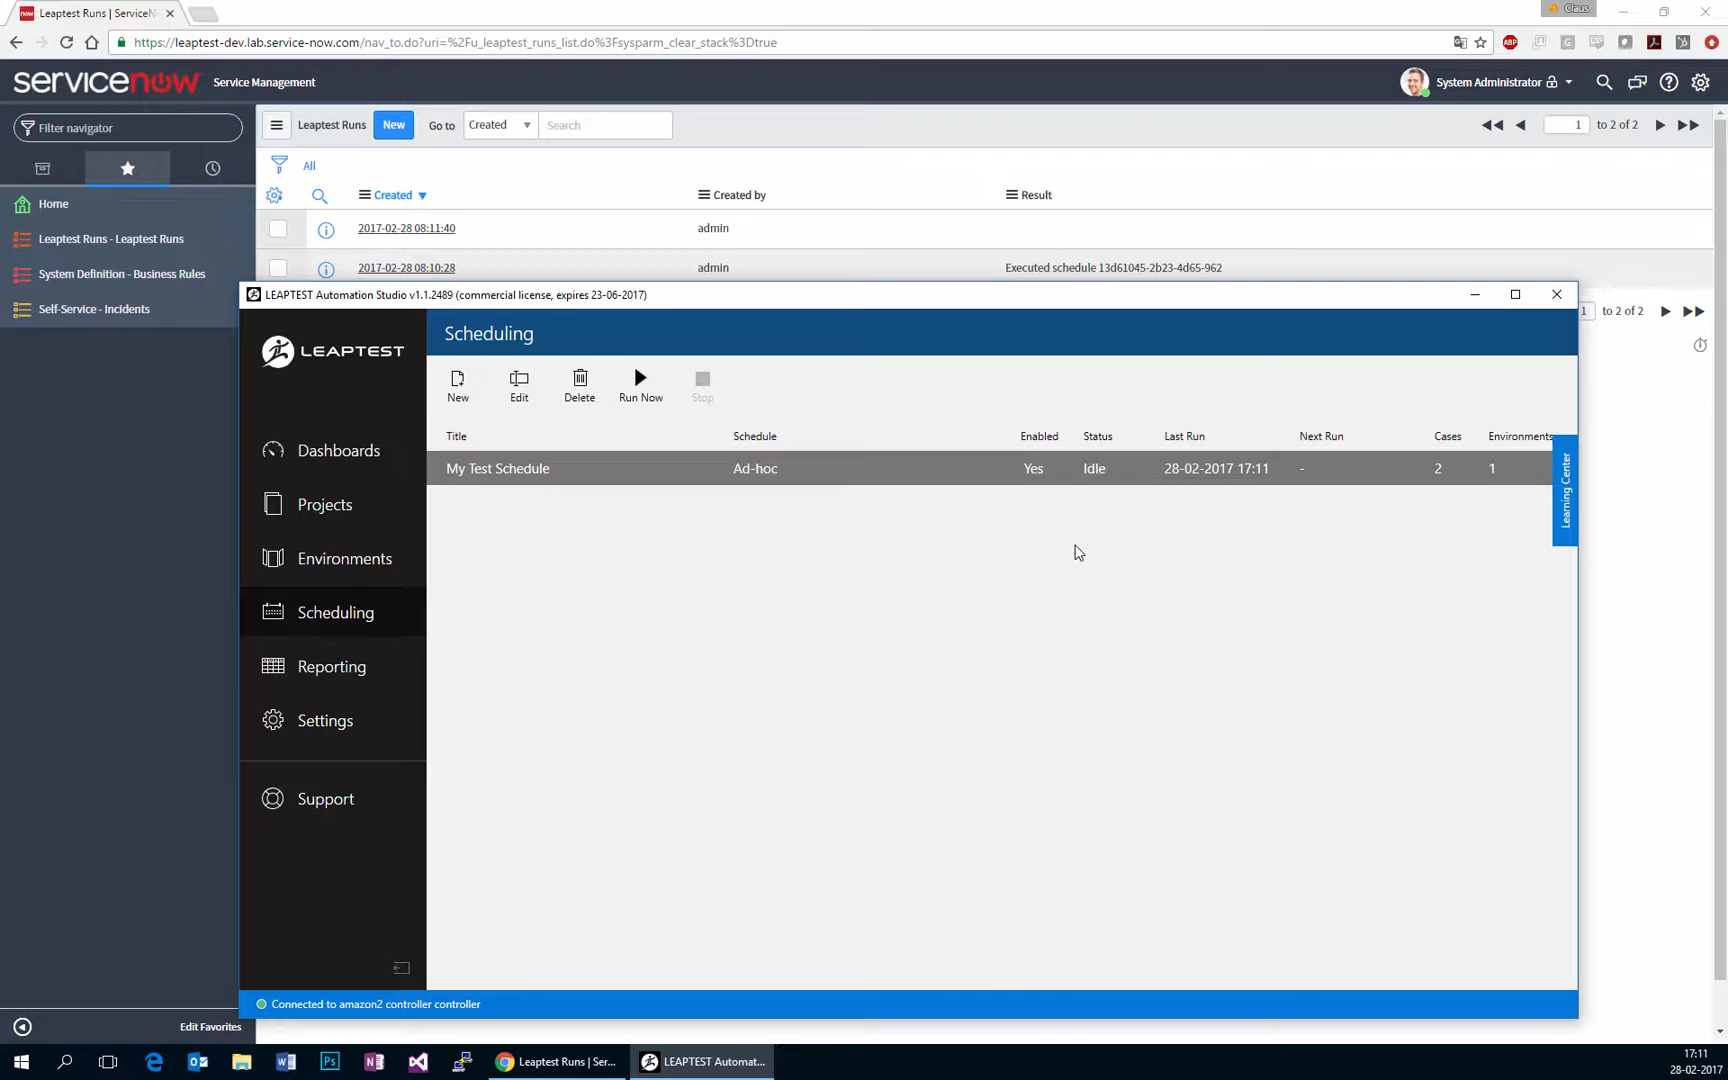 Leaptest Runs | ServiceN
Claus
https://leaptest-dev.lab.service-now.com/nav_to.do?uri=%2Fu_leaptest_runs_list.do%3Fsysparm_clear_stack%3Dtrue
ABP
servicenow Service Management
System Administrator
Filter navigator
Leaptest Runs New Go to Created Search
1 to 2 of 2
All
Created Created by Result
Home
Leaptest Runs - Leaptest Runs
System Definition - Business Rules
Self-Service - Incidents
2017-02-28 08:11:40 admin
2017-02-28 08:10:28 admin Executed schedule 13d61045-2b23-4d65-962
LEAPTEST Automation Studio v1.1.2489 (commercial license, expires 23-06-2017)
1 to 2 of 2
LEAPTEST
Scheduling
New Edit Delete Run Now Stop
Title Schedule Enabled Status Last Run Next Run Cases Environments
My Test Schedule Ad-hoc Yes Idle 28-02-2017 17:11 - 2 1
Learning Center
Dashboards
Projects
Environments
Scheduling
Reporting
Settings
Support
Connected to amazon2 controller controller
Edit Favorites
Leaptest Runs | Ser...
LEAPTEST Automat...
17:11
28-02-2017